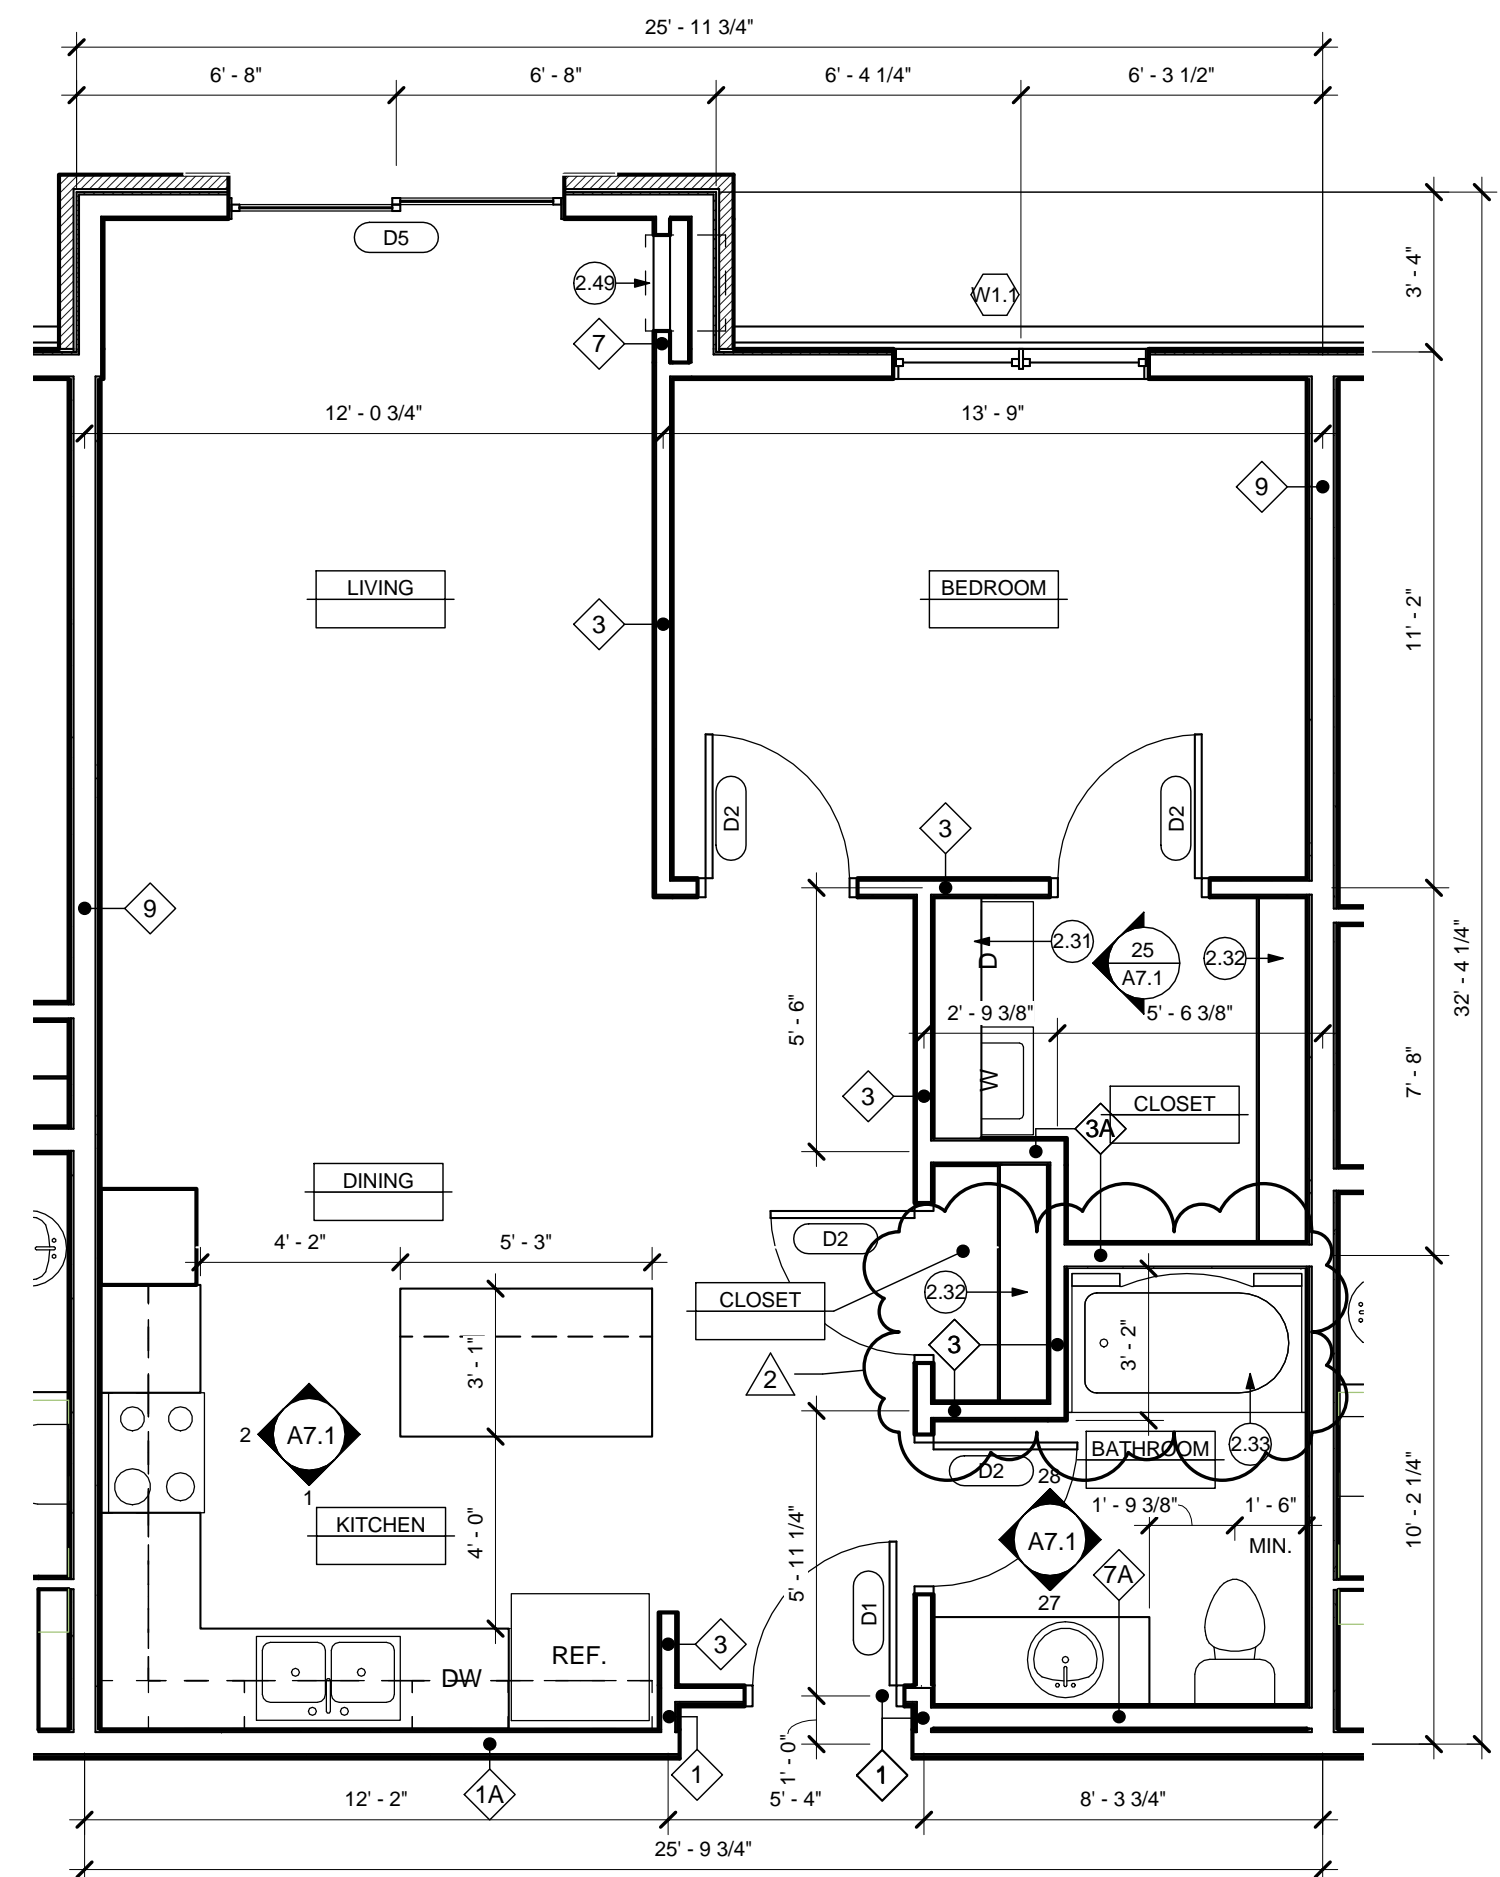 25' - 11 3/4"
6' - 8"
6' - 8"
6' - 4 1/4"
6' - 3 1/2"
D5
2.49
W1.1
3' - 4"
7
12' - 0 3/4"
13' - 9"
9
LIVING
BEDROOM
3
11' - 2"
D2
D2
3
9
2.31
25
A7.1
2.32
D
32' - 4 1/4"
5' - 6"
2' - 9 3/8"
5' - 6 3/8"
W
3
7' - 8"
CLOSET
3A
DINING
D2
4' - 2"
5' - 3"
CLOSET
2.32
3' - 1"
3
3' - 2"
2
2
A7.1
1
BATHROOM
2.33
D2
28
KITCHEN
4' - 0"
5' - 11 1/4"
1' - 9 3/8"
1' - 6"
MIN.
10' - 2 1/4"
A7.1
27
7A
D1
REF.
3
DW
1' - 0"
1
1
1A
12' - 2"
5' - 4"
8' - 3 3/4"
25' - 9 3/4"